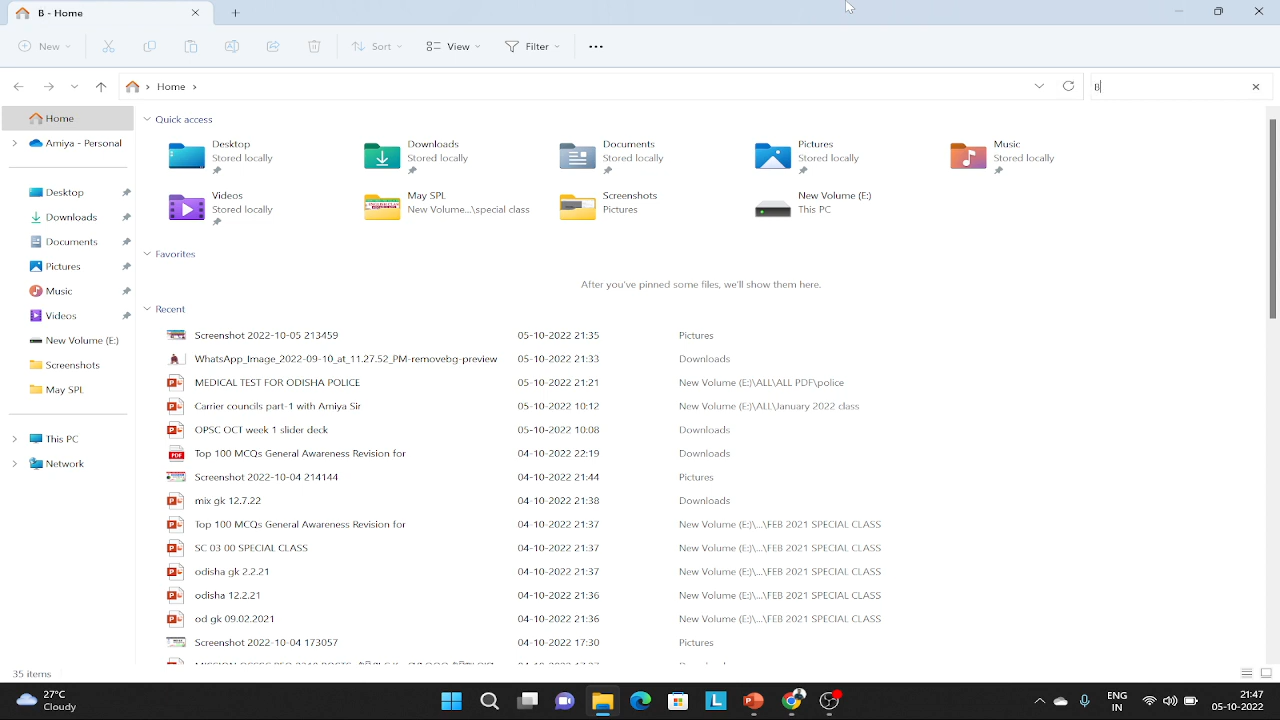 B - Home
New
Sort
View
Filter
Home
B
Home
Amiya - Personal
Desktop
Downloads
Documents
Pictures
Music
Videos
New Volume (E:)
Screenshots
May SPL
This PC
Network
Quick access
Desktop
Stored locally
Downloads
Stored locally
Documents
Stored locally
Pictures
Stored locally
Music
Stored locally
Videos
Stored locally
May SPL
New Volume...\special class
Screenshots
Pictures
New Volume (E:)
This PC
Favorites
After you've pinned some files, we'll show them here.
Recent
Screenshot 2022-10-05 213459 05-10-2022 21:35 Pictures
WhatsApp_Image_2022-09-10_at_11.27.52_PM-removebg-preview 05-10-2022 21:33 Downloads
MEDICAL TEST FOR ODISHA POLICE 05-10-2022 21:21 New Volume (E:)\ALL\ALL PDF\police
Carrier councils part-1 with Amiya Sir 05-10-2022 10:12 New Volume (E:)\ALL\January 2022 class
OPSC OCT week 1 slider deck 05-10-2022 10:08 Downloads
Top 100 MCQs General Awareness Revision for 04-10-2022 22:19 Downloads
Screenshot 2022-10-04 214144 04-10-2022 21:44 Pictures
mix gk 12.7.22 04-10-2022 21:38 Downloads
Top 100 MCQs General Awareness Revision for 04-10-2022 21:37 New Volume (E:)\...\FEB 2021 SPECIAL CLASS
SC 03 00 SPECIAL CLASS 04-10-2022 21:37 New Volume (E:)\...\FEB 2021 SPECIAL CLASS
odisha gk 2.2.21 04-10-2022 21:37 New Volume (E:)\...\FEB 2021 SPECIAL CLASS
odisha 12.2.21 04-10-2022 21:36 New Volume (E:)\...\FEB 2021 SPECIAL CLASS
od gk 09.02.2021 04-10-2022 21:36 New Volume (E:)\...\FEB 2021 SPECIAL CLASS
Screenshot 2022-10-04 173057 04-10-2022 17:30 Pictures
35 items
27°C
Cloudy
ENG
IN
21:47
05-10-2022